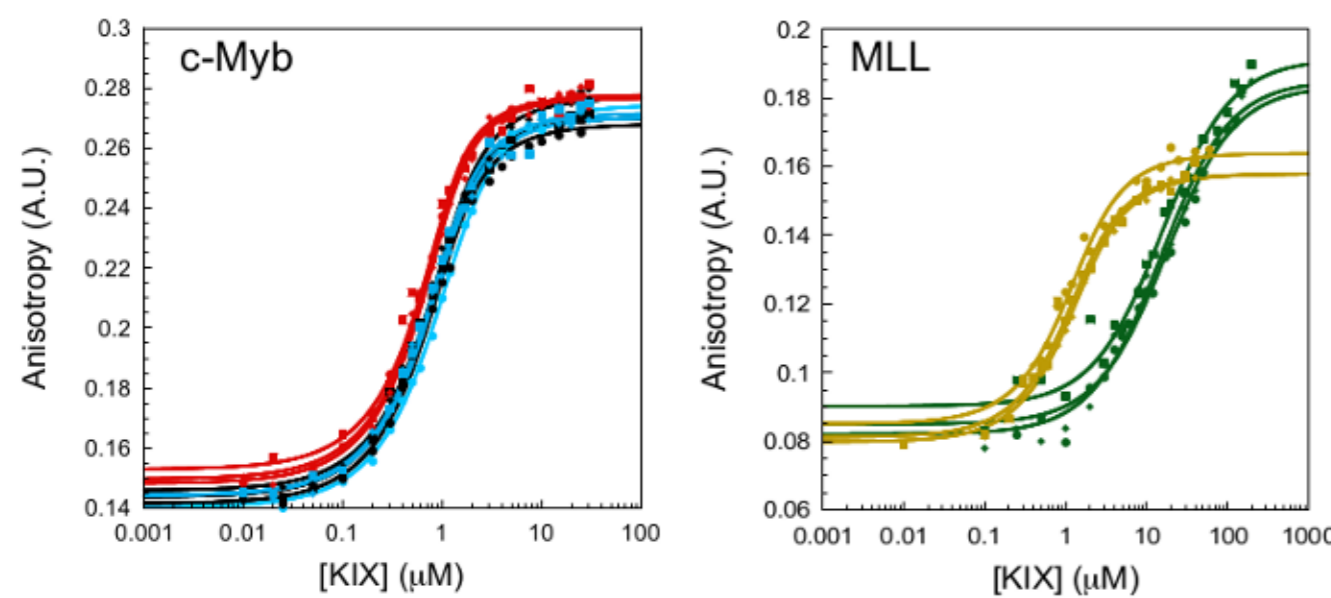 c-Myb
Anisotropy (A.U.)
0.3
0.28
0.26
0.24
0.22
0.2
0.18
0.16
0.14
0.001 0.01 0.1 1 10 100
[KIX] (μM)
MLL
Anisotropy (A.U.)
0.2
0.18
0.16
0.14
0.12
0.1
0.08
0.06
0.001 0.01 0.1 1 10 100 1000
[KIX] (μM)